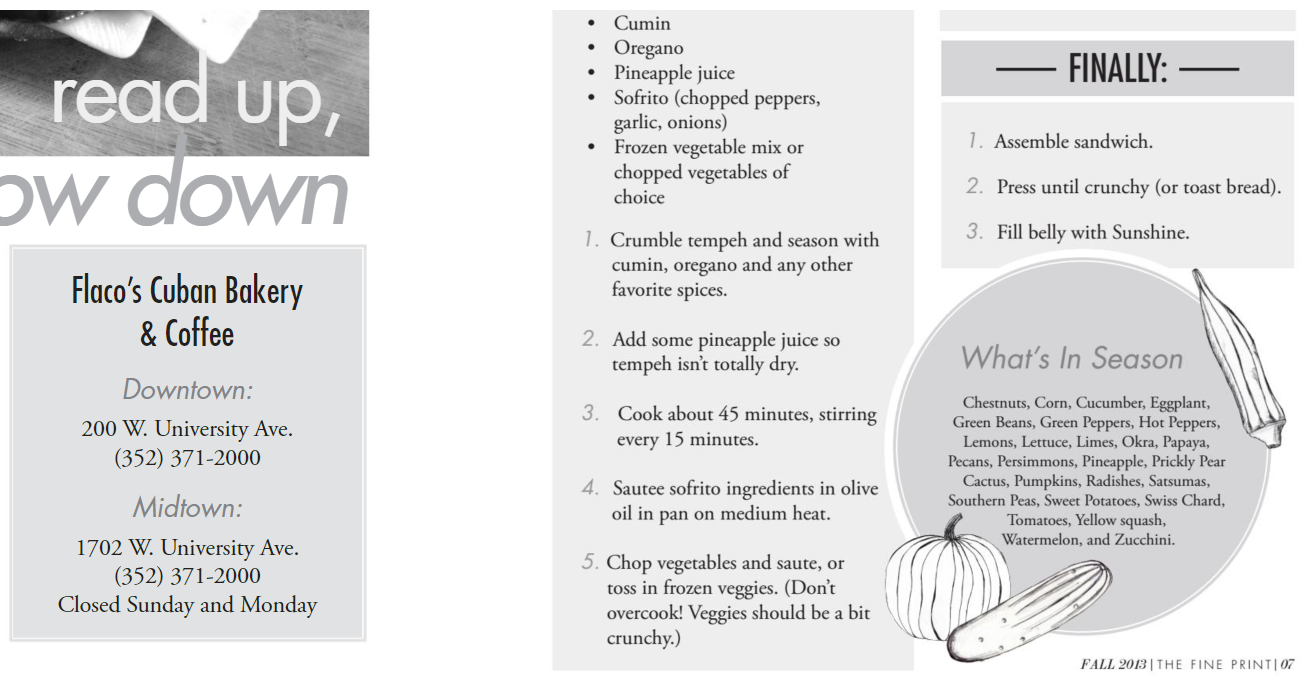 read up,
ow down
Flaco's Cuban Bakery
& Coffee
Downtown:
200 W. University Ave.
(352) 371-2000
Midtown:
1702 W. University Ave.
(352) 371-2000
Closed Sunday and Monday
• Cumin
• Oregano
• Pineapple juice
• Sofrito (chopped peppers,
garlic, onions)
• Frozen vegetable mix or
chopped vegetables of
choice
1. Crumble tempeh and season with
cumin, oregano and any other
favorite spices.
2. Add some pineapple juice so
tempeh isn't totally dry.
3. Cook about 45 minutes, stirring
every 15 minutes.
4. Sautee sofrito ingredients in olive
oil in pan on medium heat.
5. Chop vegetables and saute, or
toss in frozen veggies. (Don't
overcook! Veggies should be a bit
crunchy.)
FINALLY:
1. Assemble sandwich.
2. Press until crunchy (or toast bread).
3. Fill belly with Sunshine.
What's In Season
Chestnuts, Corn, Cucumber, Eggplant,
Green Beans, Green Peppers, Hot Peppers,
Lemons, Lettuce, Limes, Okra, Papaya,
Pecans, Persimmons, Pineapple, Prickly Pear
Cactus, Pumpkins, Radishes, Satsumas,
Southern Peas, Sweet Potatoes, Swiss Chard,
Tomatoes, Yellow squash,
Watermelon, and Zucchini.
FALL 2013 | THE FINE PRINT | 07